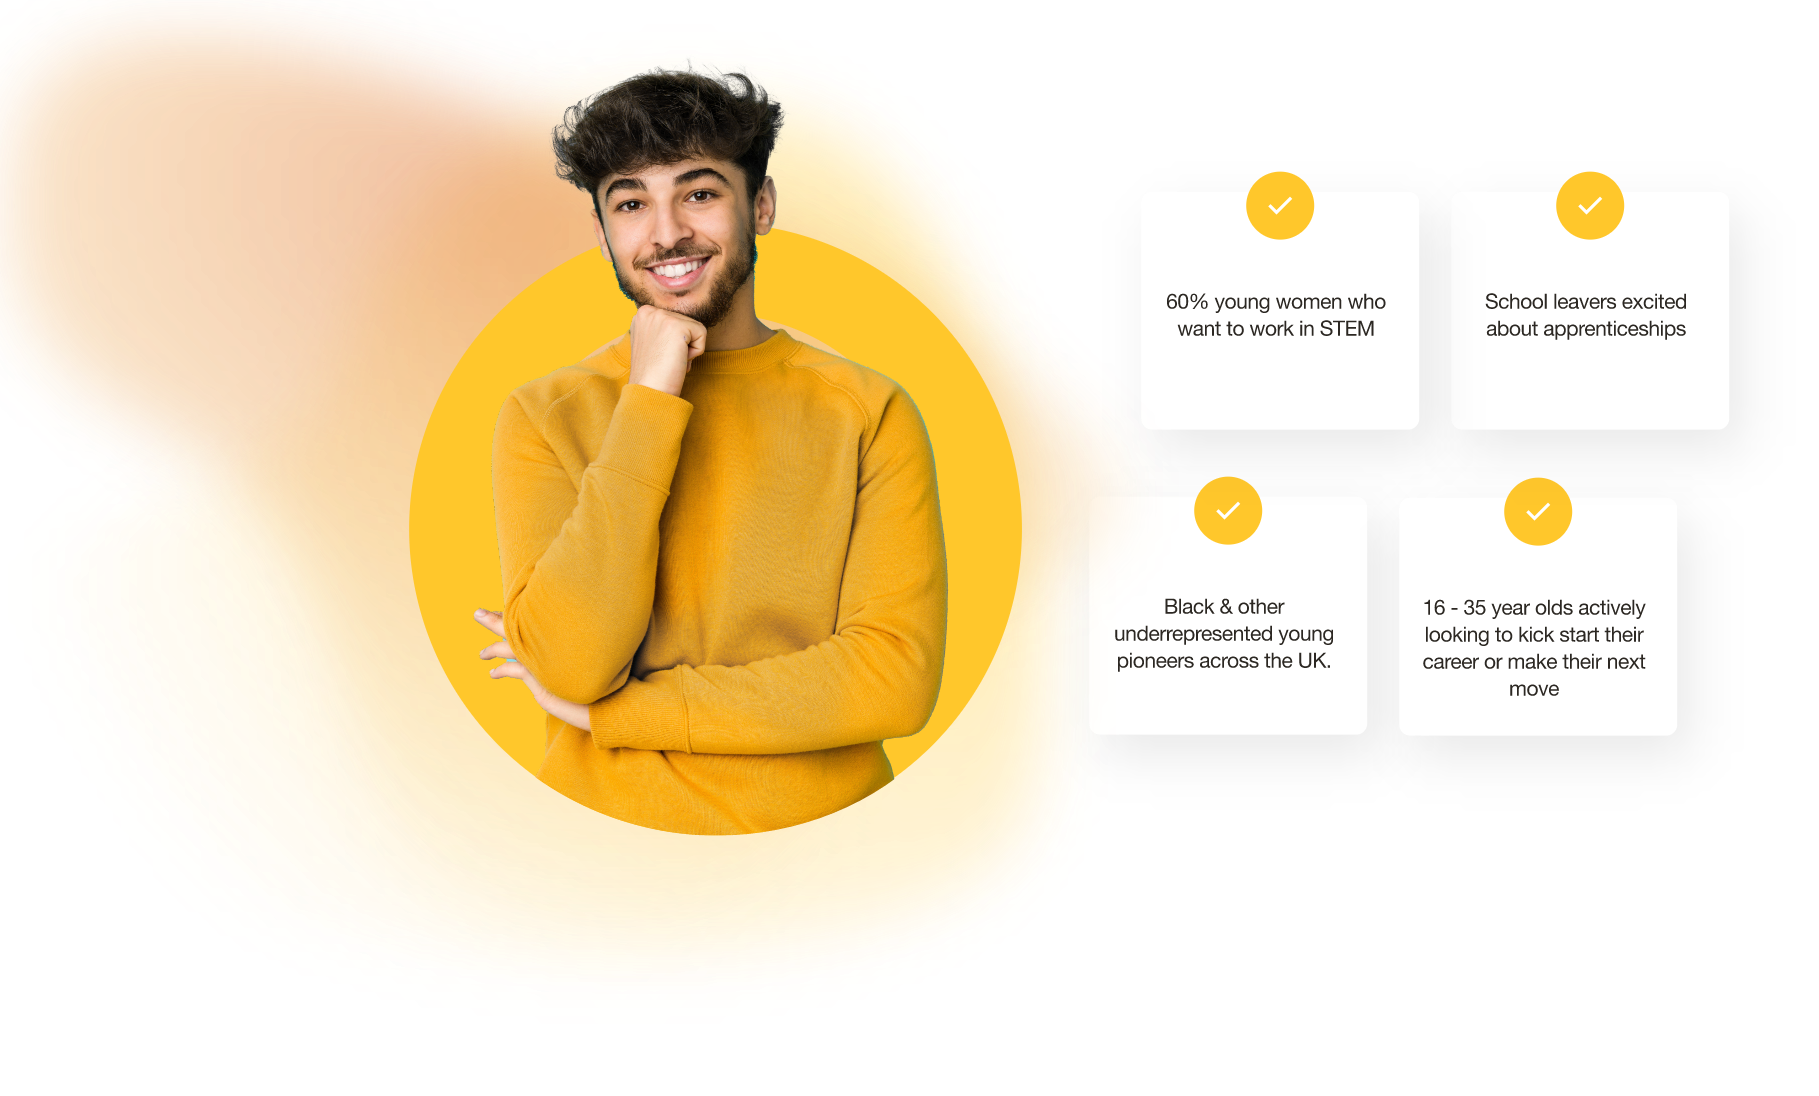 60% young women who
want to work in STEM
School leavers excited
about apprenticeships
Black & other
underrepresented young
pioneers across the UK.
16 - 35 year olds actively
looking to kick start their
career or make their next
move